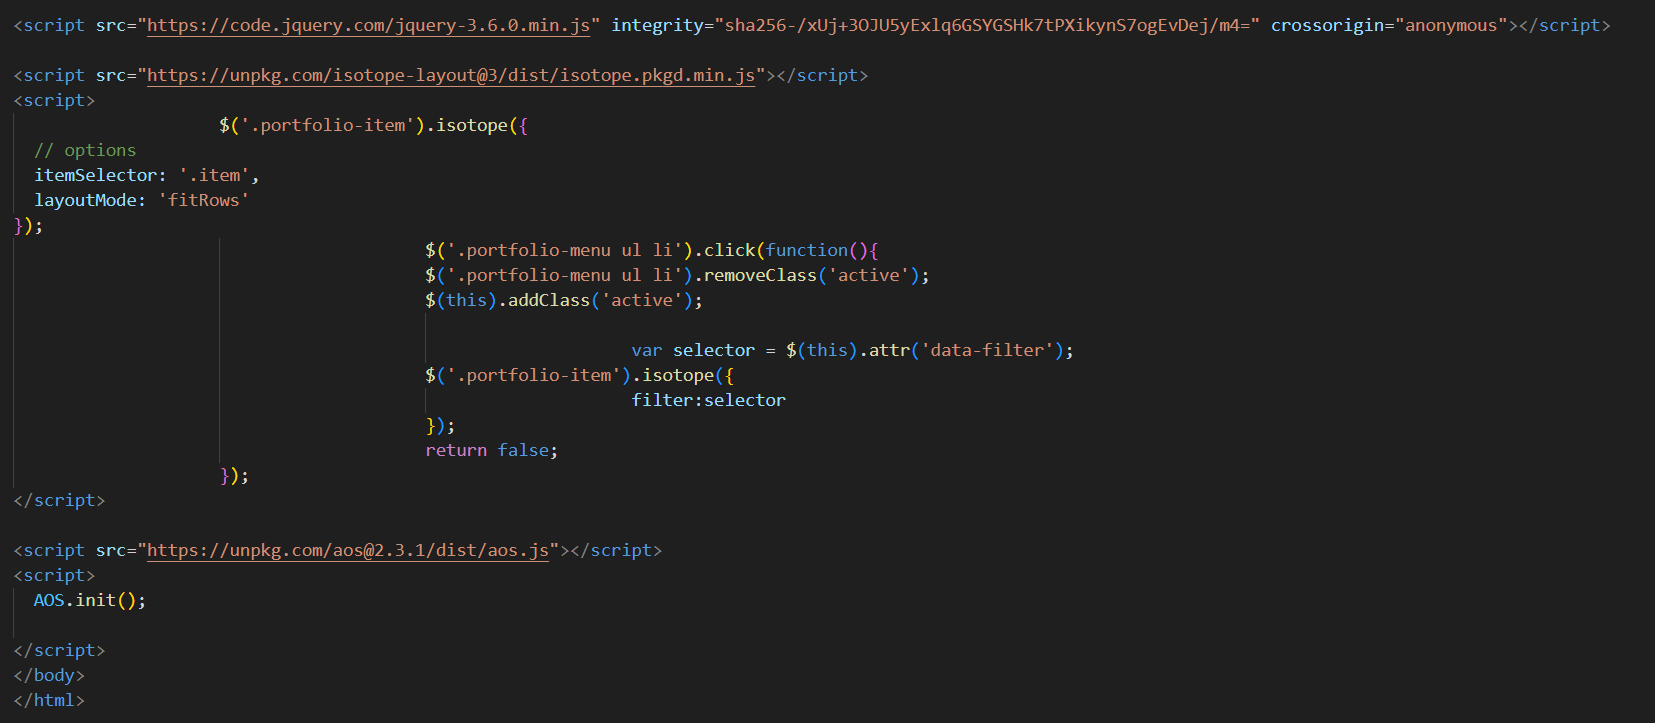 <script src="https://code.jquery.com/jquery-3.6.0.min.js" integrity="sha256-/xUj+3OJU5yExlq6GSYGSHk7tPXikynS7ogEvDej/m4=" crossorigin="anonymous"></script>
<script src="https://unpkg.com/isotope-layout@3/dist/isotope.pkgd.min.js"></script>
<script>
$('.portfolio-item').isotope({
// options
itemSelector: '.item',
layoutMode: 'fitRows'
});
$('.portfolio-menu ul li').click(function(){
$('.portfolio-menu ul li').removeClass('active');
$(this).addClass('active');
var selector = $(this).attr('data-filter');
$('.portfolio-item').isotope({
filter:selector
});
return false;
});
</script>
<script src="https://unpkg.com/aos@2.3.1/dist/aos.js"></script>
<script>
AOS.init();
</script>
</body>
</html>